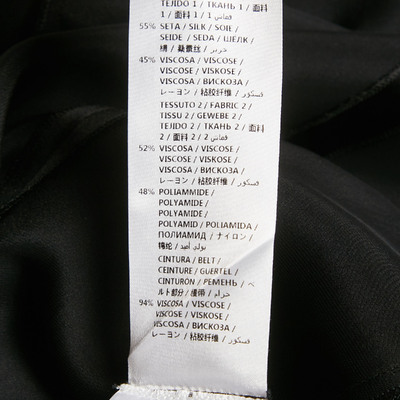 TEJIDO 1 / TKAHЬ 1 / 面料
1 / 面料 1 / 1 قماش
55% SETA / SILK / SOIE /
SEIDE / SEDA / ШЕЛК /
絹 / 蚕丝 / حرير
45% VISCOSA / VISCOSE /
VISCOSE / VISKOSE /
VISCOSA / ВИСКОЗА /
レーヨン / 粘胶纤维 / فسكوز
TESSUTO 2 / FABRIC 2 /
TISSU 2 / GEWEBE 2 /
TEJIDO 2 / ТКАНЬ 2 / 面料
2 / 面料 2 / 2 قماش
52% VISCOSA / VISCOSE /
VISCOSE / VISKOSE /
VISCOSA / ВИСКОЗА /
レーヨン / 粘胶纤维 / فسكوز
48% POLIAMMIDE /
POLYAMIDE /
POLYAMIDE /
POLYAMID / POLIAMIDA /
ПОЛИАМИД / ナイロン /
锦纶 / بولي أميد /
CINTURA / BELT /
CEINTURE / GUERTEL /
CINTURON / РЕМЕНЬ / ベ
ルト部分 / 腰带 / حزام /
94% VISCOSA / VISCOSE /
VISCOSE / VISKOSE /
VISCOSA / ВИСКОЗА /
レーヨン / 粘胶纤维 / فسكوز /